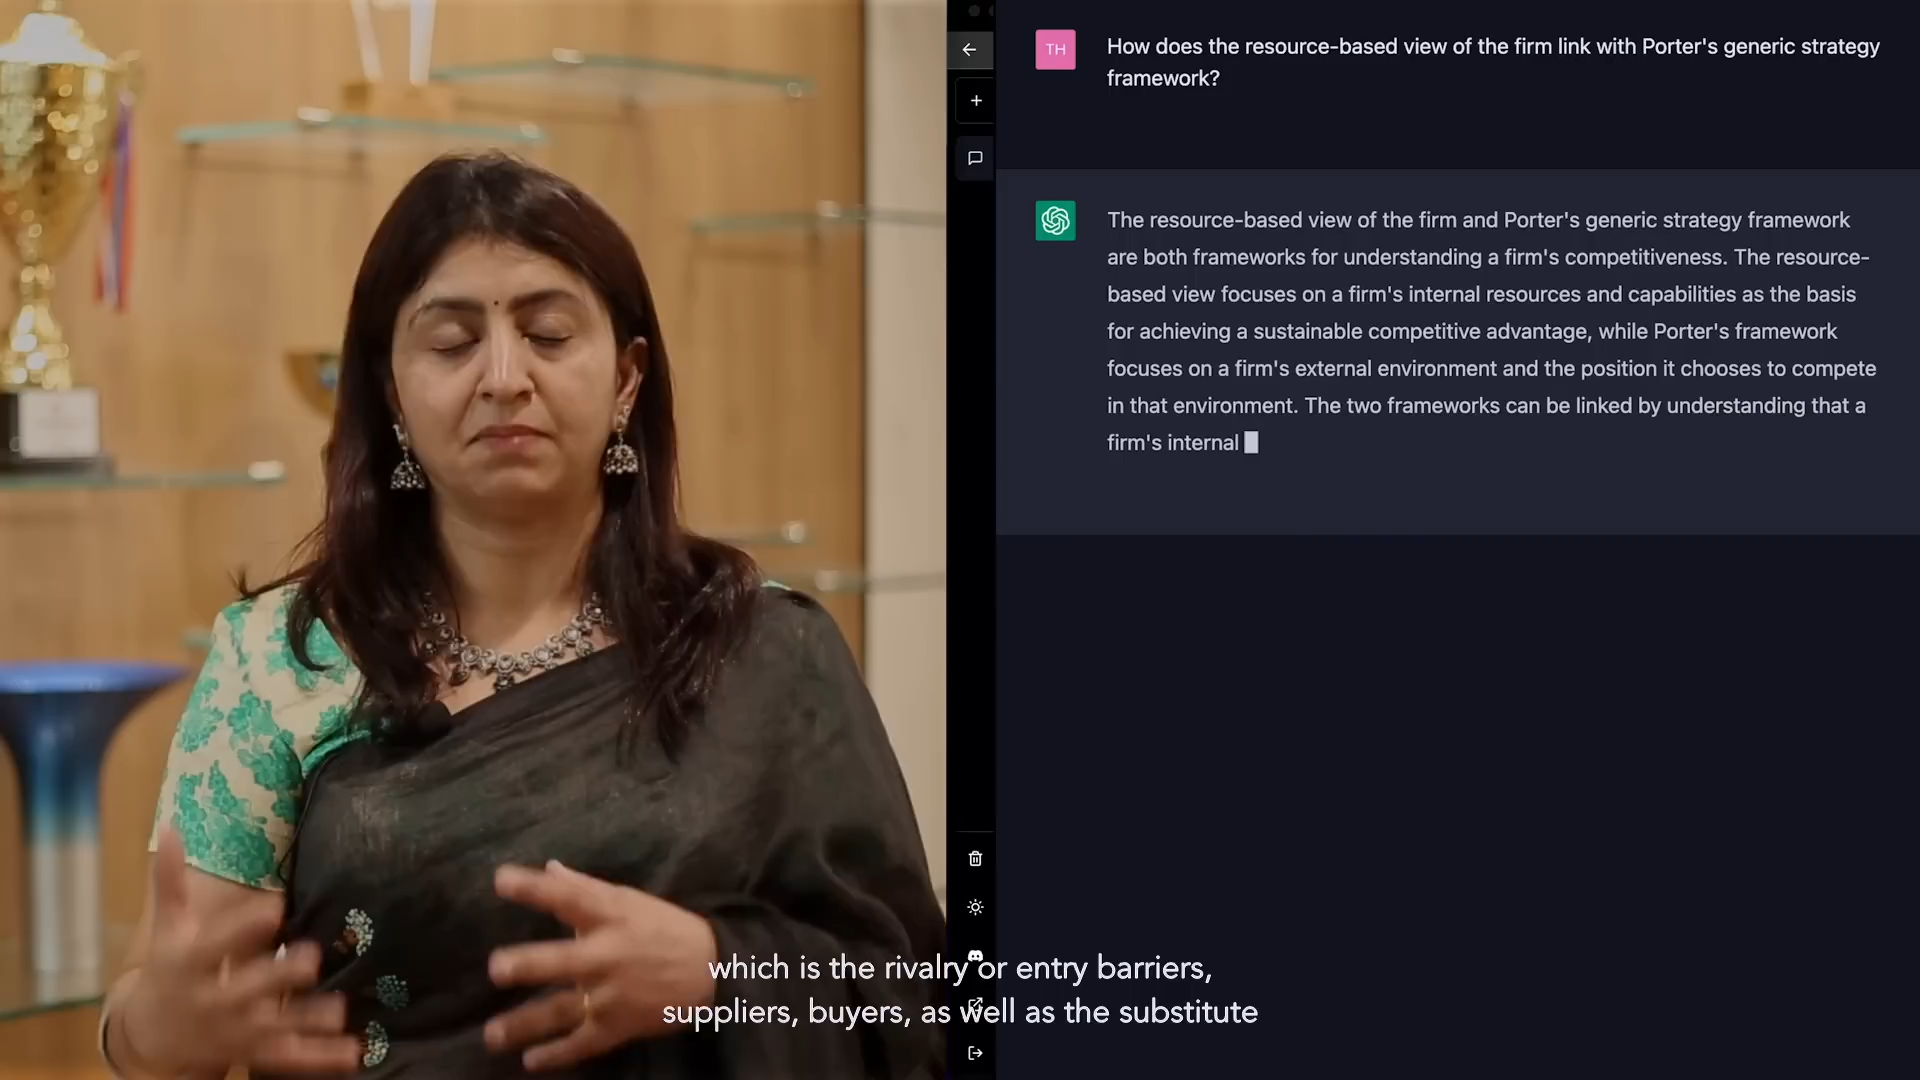 TH
How does the resource-based view of the firm link with Porter's generic strategy
framework?
The resource-based view of the firm and Porter's generic strategy framework
are both frameworks for understanding a firm's competitiveness. The resource-
based view focuses on a firm's internal resources and capabilities as the basis
for achieving a sustainable competitive advantage, while Porter's framework
focuses on a firm's external environment and the position it chooses to compete
in that environment. The two frameworks can be linked by understanding that a
firm's internal
which is the rivalry or entry barriers,
suppliers, buyers, as well as the substitute